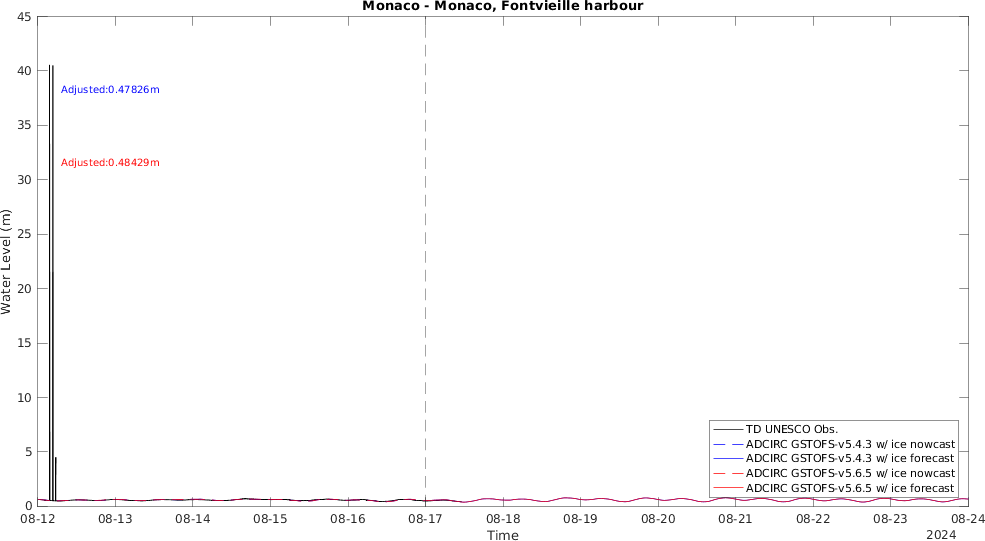 Monaco - Monaco, Fontvieille harbour
45
40
35
30
25
20
15
10
5
0
Water Level (m)
Adjusted:0.47826m
Adjusted:0.48429m
TD UNESCO Obs.
ADCIRC GSTOFS-v5.4.3 w/ ice nowcast
ADCIRC GSTOFS-v5.4.3 w/ ice forecast
ADCIRC GSTOFS-v5.6.5 w/ ice nowcast
ADCIRC GSTOFS-v5.6.5 w/ ice forecast
08-12 08-13 08-14 08-15 08-16 08-17 08-18 08-19 08-20 08-21 08-22 08-23 08-24
Time
2024